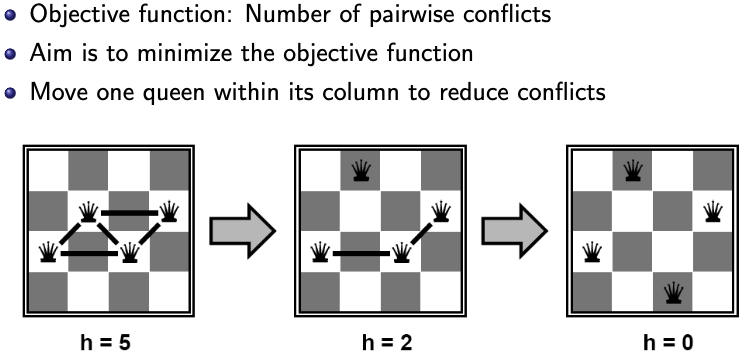 Objective function: Number of pairwise conflicts
Aim is to minimize the objective function
Move one queen within its column to reduce conflicts
h = 5
h = 2
h = 0